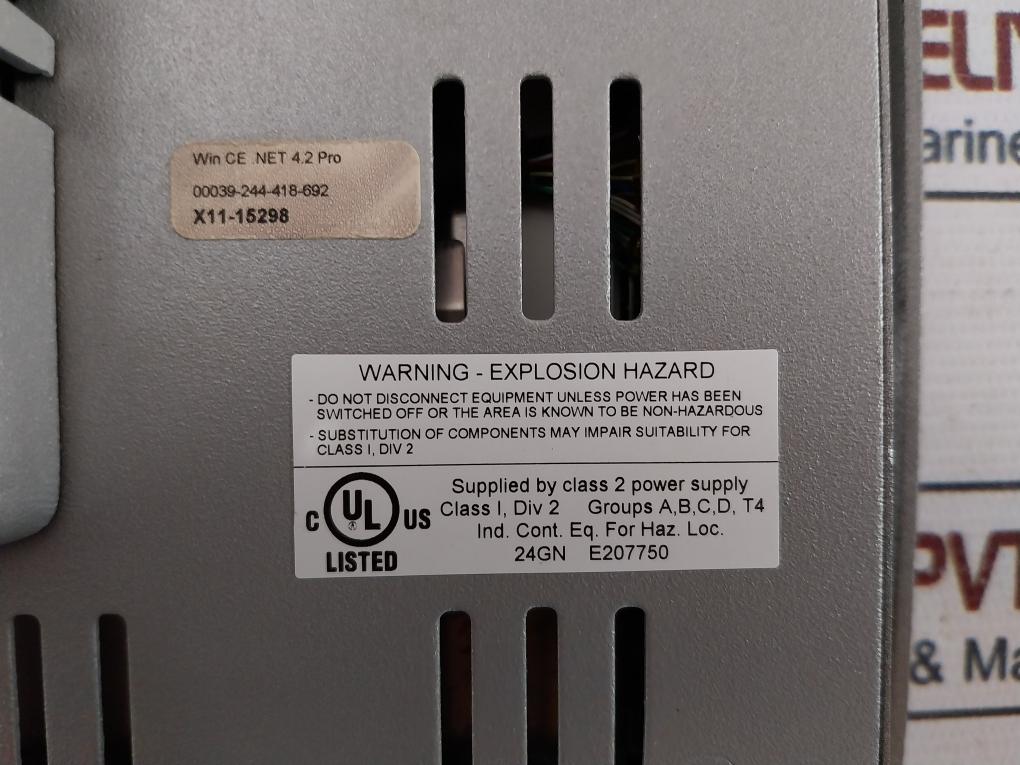 Win CE .NET 4.2 Pro
00039-244-418-692
X11-15298
WARNING - EXPLOSION HAZARD
- DO NOT DISCONNECT EQUIPMENT UNLESS POWER HAS BEEN
SWITCHED OFF OR THE AREA IS KNOWN TO BE NON-HAZARDOUS
- SUBSTITUTION OF COMPONENTS MAY IMPAIR SUITABILITY FOR
CLASS I, DIV 2
C UL US
LISTED
Supplied by class 2 power supply
Class I, Div 2 Groups A,B,C,D, T4
Ind. Cont. Eq. For Haz. Loc.
24GN E207750
arine
PVT
& Ma